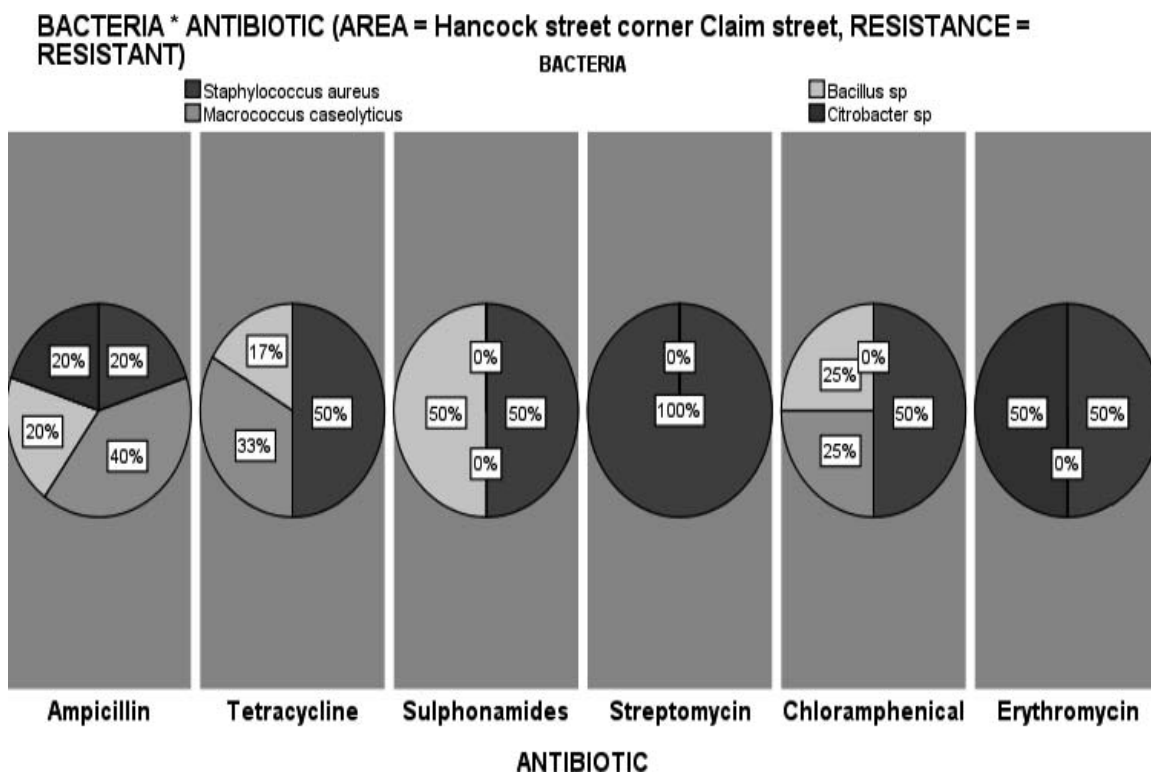 BACTERIA * ANTIBIOTIC (AREA = Hancock street corner Claim street, RESISTANCE =
RESISTANT)
BACTERIA
Staphylococcus aureus
Macrococcus caseolyticus
Bacillus sp
Citrobacter sp
20% 20%
20% 40%
17% 50%
33%
0%
50% 50%
0%
0%
100%
0%
25% 50%
25%
50% 50%
0%
Ampicillin Tetracycline Sulphonamides Streptomycin Chloramphenical Erythromycin
ANTIBIOTIC